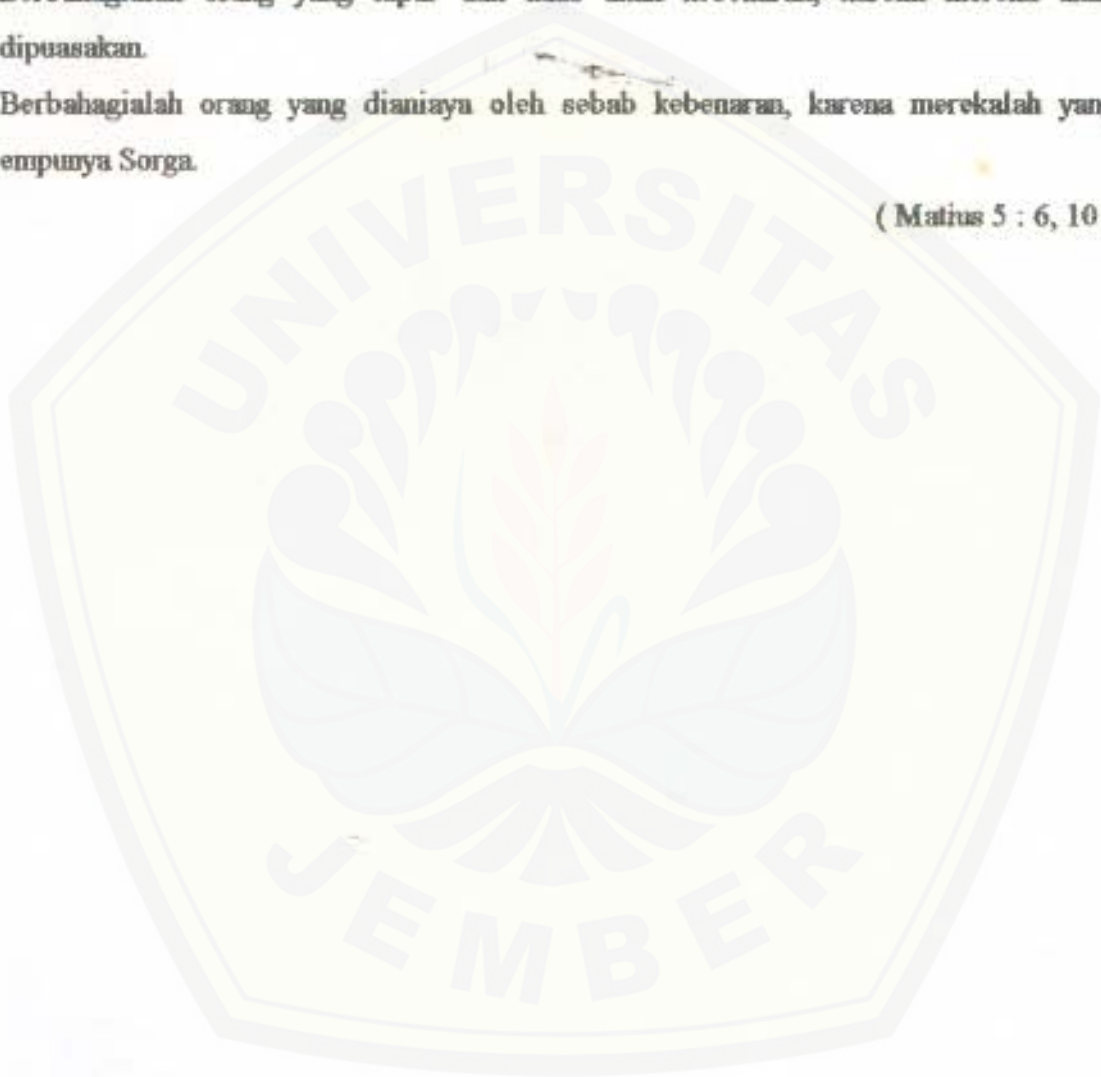 dipuasakan.
Berbahagialah orang yang dianiaya oleh sebab kebenaran, karena merekalah yan
empunya Sorga.
( Matius 5 : 6, 10
UNIVERSITAS
JEMBER